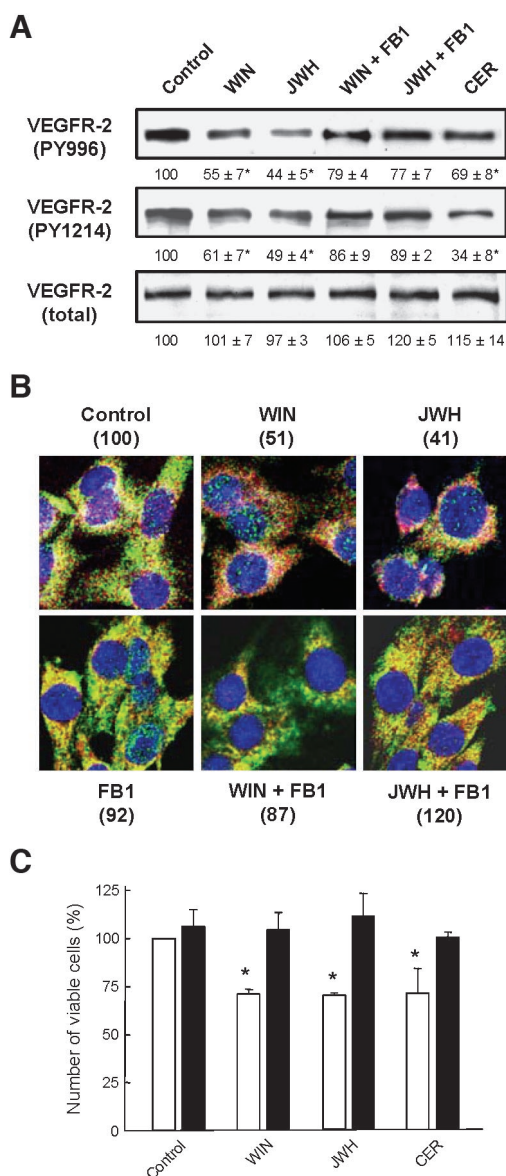 A
Control WIN JWH WIN + FB1 JWH + FB1 CER
VEGFR-2
(PY996)
100 55 ± 7* 44 ± 5* 79 ± 4 77 ± 7 69 ± 8*
VEGFR-2
(PY1214)
100 61 ± 7* 49 ± 4* 86 ± 9 89 ± 2 34 ± 8*
VEGFR-2
(total)
100 101 ± 7 97 ± 3 106 ± 5 120 ± 5 115 ± 14
B
Control WIN JWH
(100) (51) (41)
FB1 WIN + FB1 JWH + FB1
(92) (87) (120)
C
Number of viable cells (%)
125
100
75
50
25
0
* * *
Control WIN JWH CER